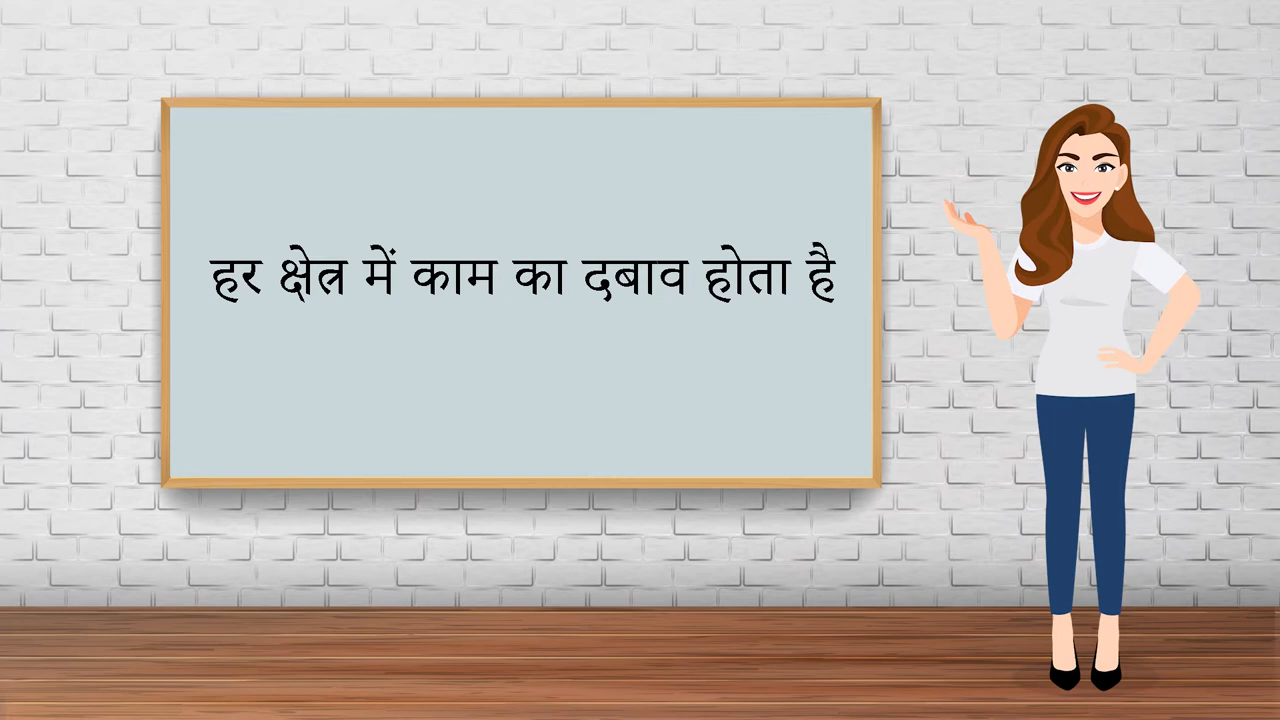 हर क्षेत्र में काम का दबाव होता है